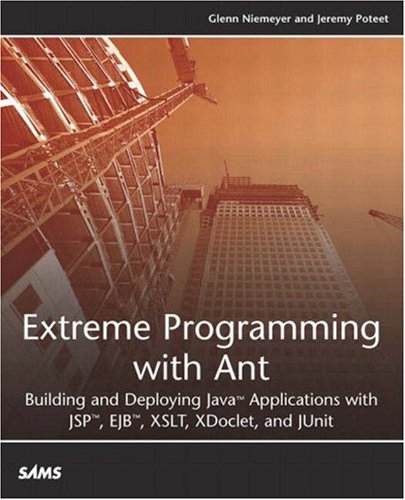 Glenn Niemeyer and Jeremy Poteet
Extreme Programming
with Ant
Building and Deploying Java™ Applications with
JSP™, EJB™, XSLT, XDoclet, and JUnit
SAMS